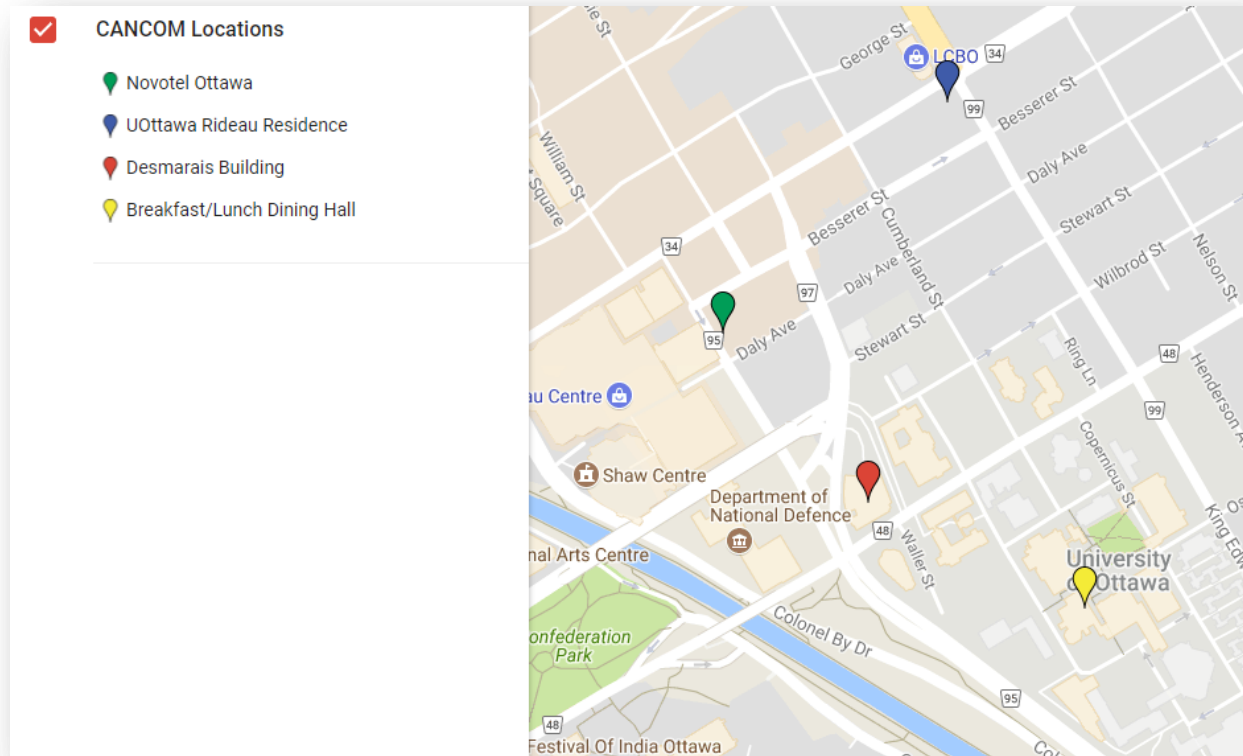 CANCOM Locations
Novotel Ottawa
UOttawa Rideau Residence
Desmarais Building
Breakfast/Lunch Dining Hall
George St
LCBO
34
99
Besserer St
William St
Square
Daly Ave
Stewart St
Besserer St
Cumberland St
34
Daly Ave
97
Wilbrod St
Nelson St
95
Daly Ave
Stewart St
Ring Ln
48
Henderson A
au Centre
99
Copernicus St
Shaw Centre
Department of
National Defence
48
Waller St
King Edw
Os
nal Arts Centre
University
of Ottawa
onfederation
Park
Colonel By Dr
95
48
Festival Of India Ottawa
Co